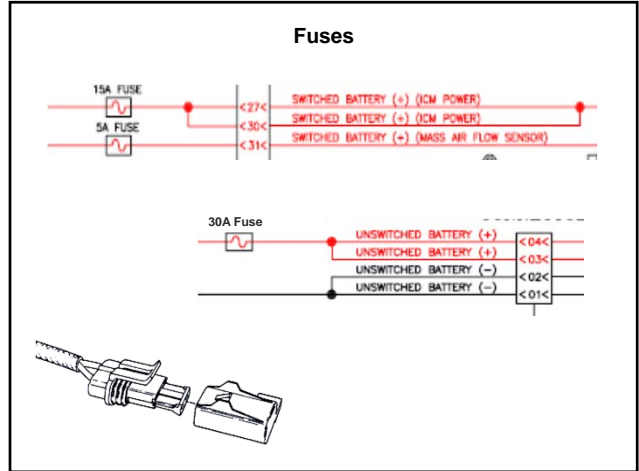 Fuses
15A FUSE
<27< SWITCHED BATTERY (+) (ICM POWER)
<30< SWITCHED BATTERY (+) (ICM POWER)
5A FUSE
<31< SWITCHED BATTERY (+) (MASS AIR FLOW SENSOR)
30A Fuse
UNSWITCHED BATTERY (+) <04<
UNSWITCHED BATTERY (+) <03<
UNSWITCHED BATTERY (-) <02<
UNSWITCHED BATTERY (-) <01<